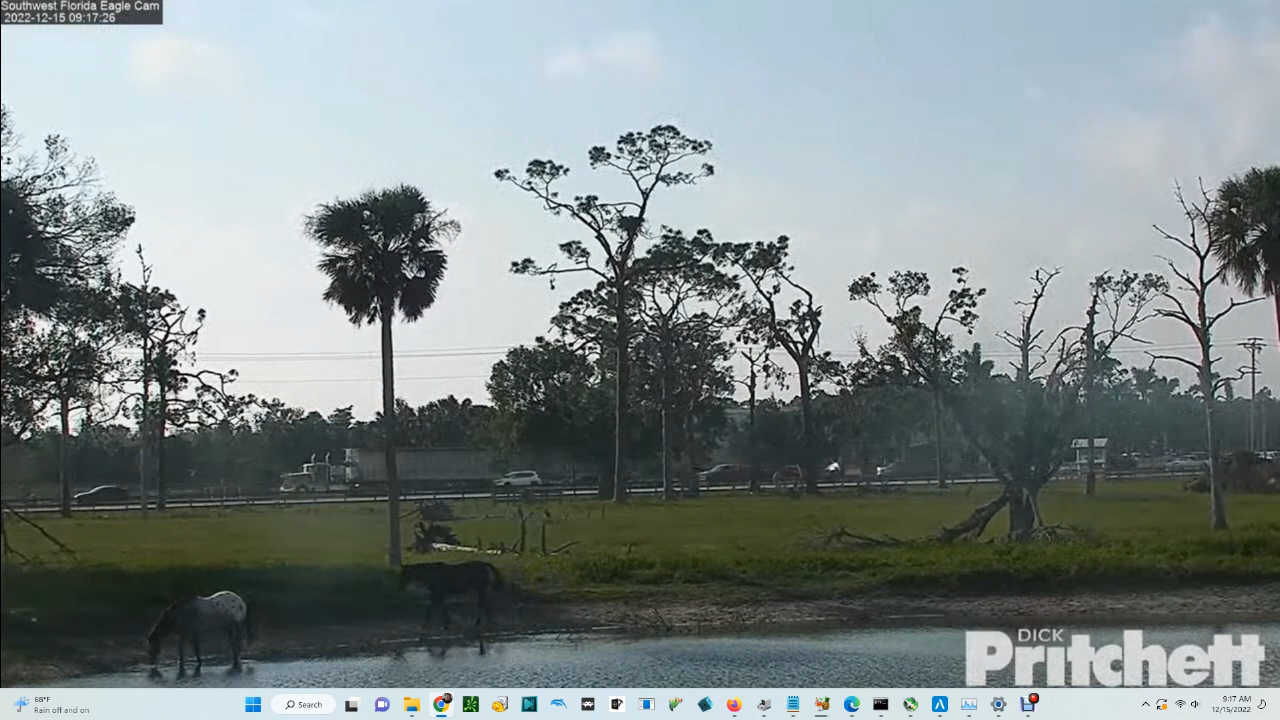 Southwest Florida Eagle Cam
2022-12-15 09:17:26
DICK
Pritchett
68°F
Rain off and on
Search
9:17 AM
12/15/2022